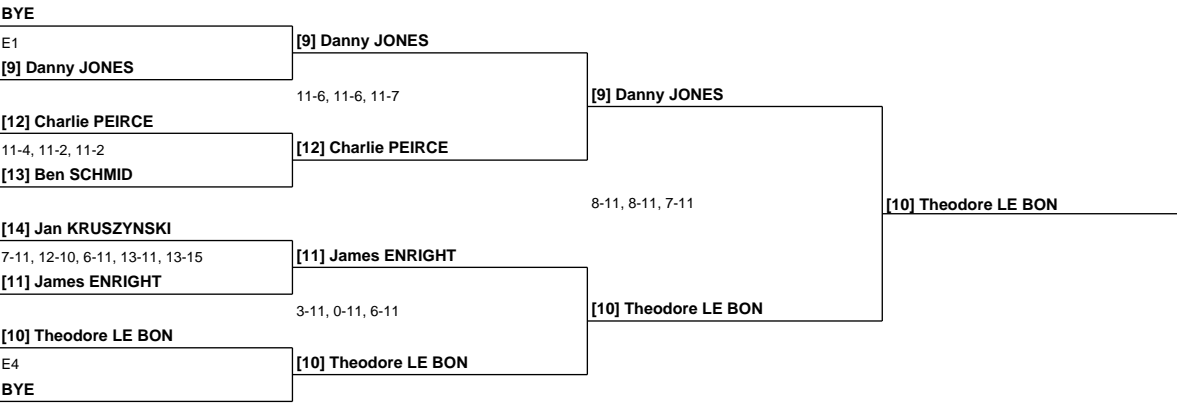 BYE
E1
[9] Danny JONES
[9] Danny JONES
11-6, 11-6, 11-7
[9] Danny JONES
[12] Charlie PEIRCE
11-4, 11-2, 11-2
[12] Charlie PEIRCE
[13] Ben SCHMID
8-11, 8-11, 7-11
[10] Theodore LE BON
[14] Jan KRUSZYNSKI
7-11, 12-10, 6-11, 13-11, 13-15
[11] James ENRIGHT
[11] James ENRIGHT
3-11, 0-11, 6-11
[10] Theodore LE BON
[10] Theodore LE BON
E4
[10] Theodore LE BON
BYE